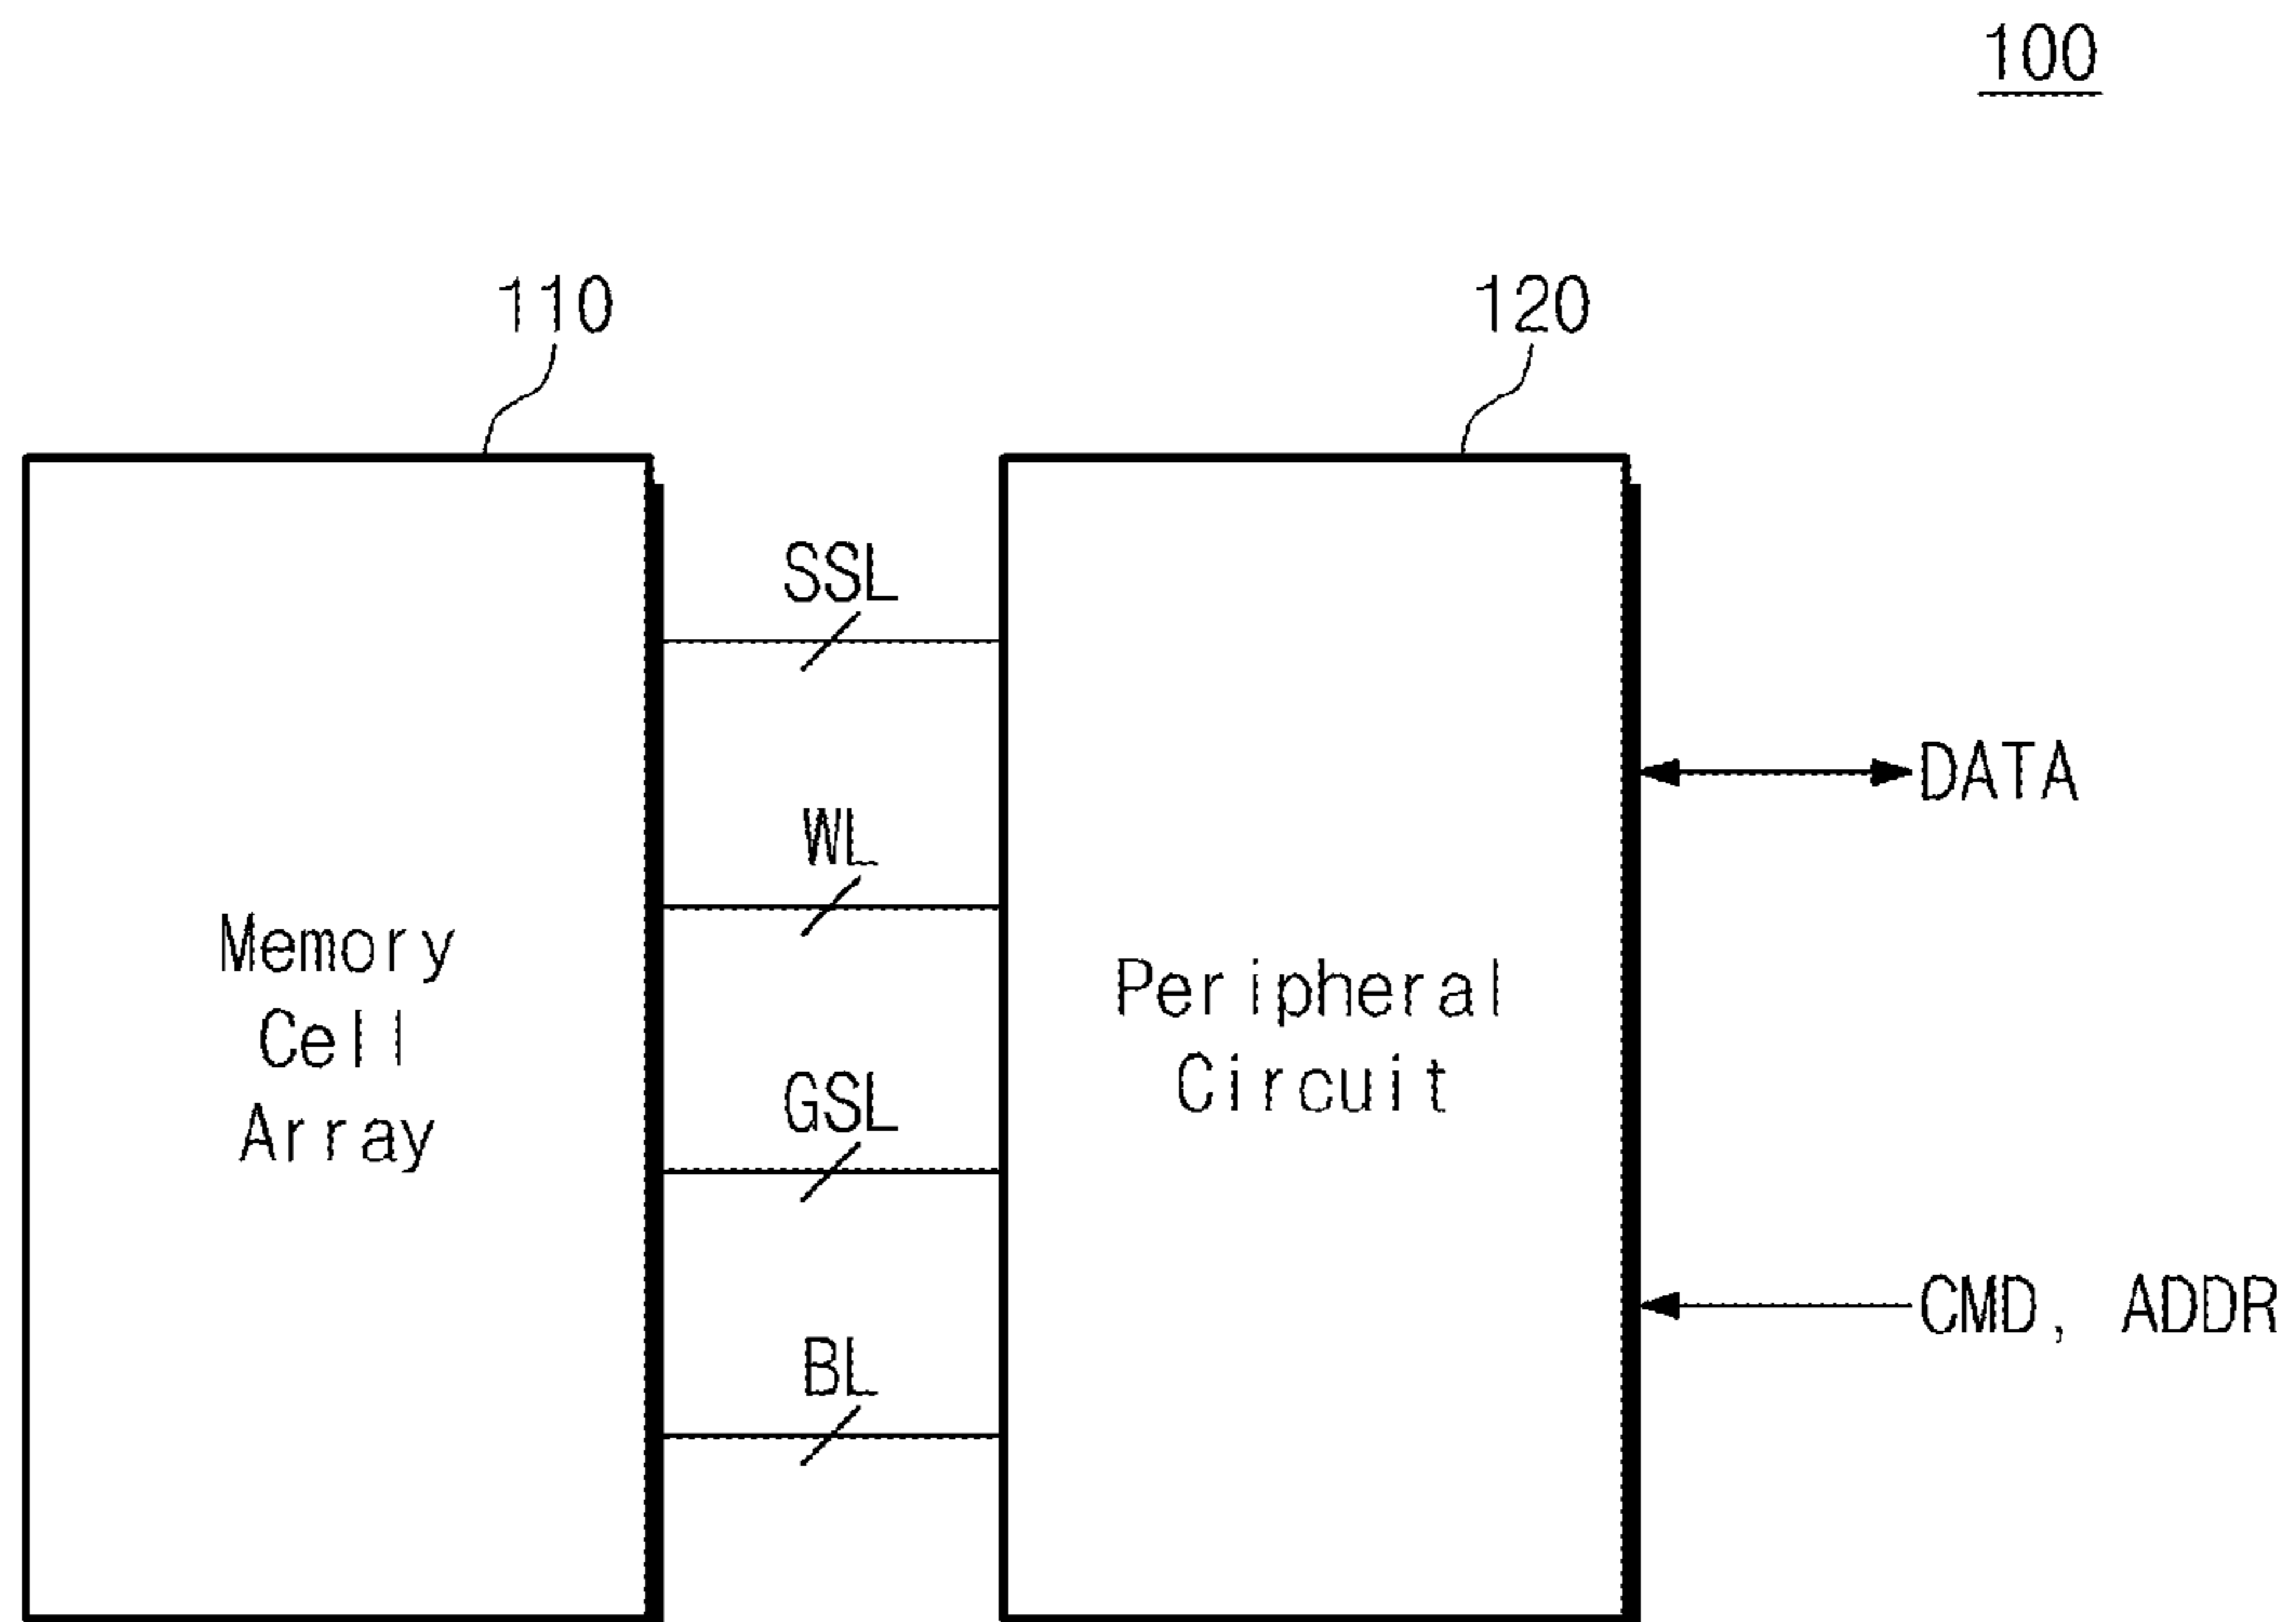 100
110
120
SSL
WL
GSL
BL
Memory
Cell
Array
Peripheral
Circuit
DATA
CMD, ADDR